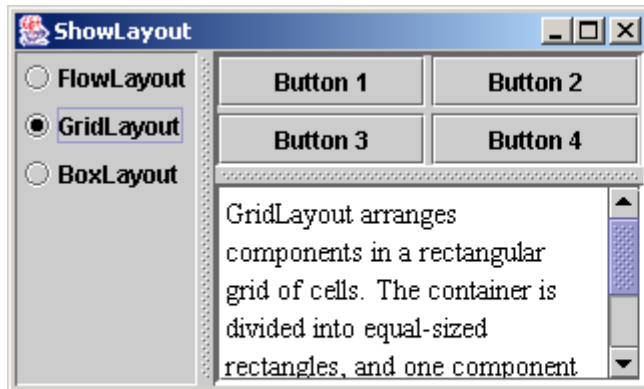 ShowLayout
FlowLayout
GridLayout
BoxLayout
Button 1 Button 2
Button 3 Button 4
GridLayout arranges
components in a rectangular
grid of cells. The container is
divided into equal-sized
rectangles, and one component